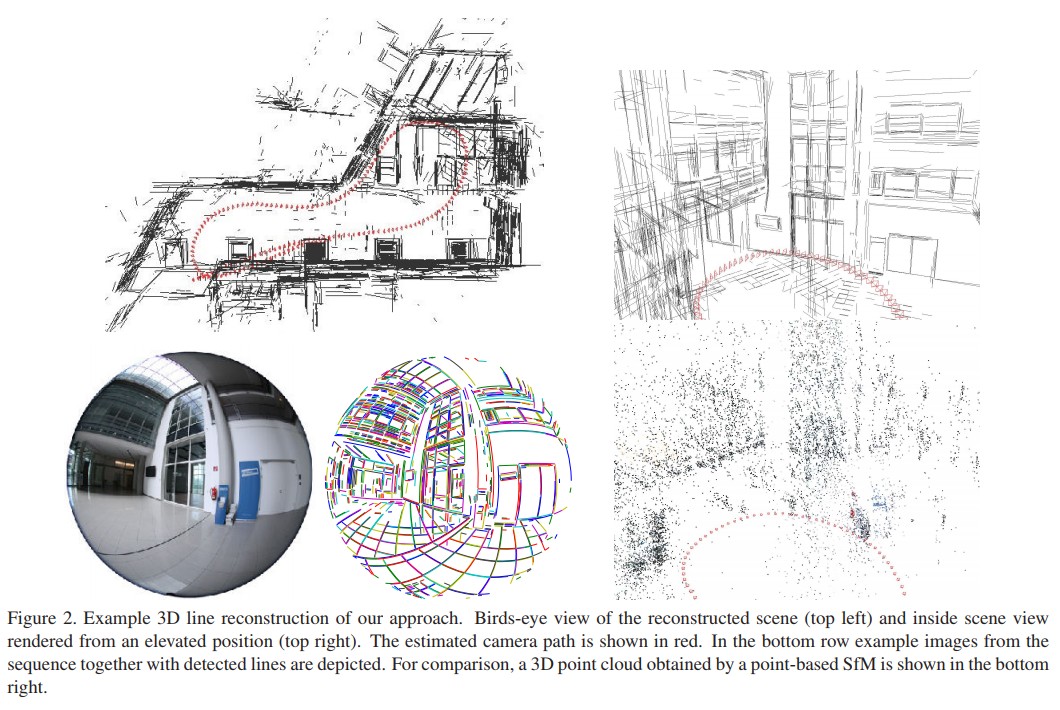 Figure 2. Example 3D line reconstruction of our approach. Birds-eye view of the reconstructed scene (top left) and inside scene view
rendered from an elevated position (top right). The estimated camera path is shown in red. In the bottom row example images from the
sequence together with detected lines are depicted. For comparison, a 3D point cloud obtained by a point-based SfM is shown in the bottom
right.